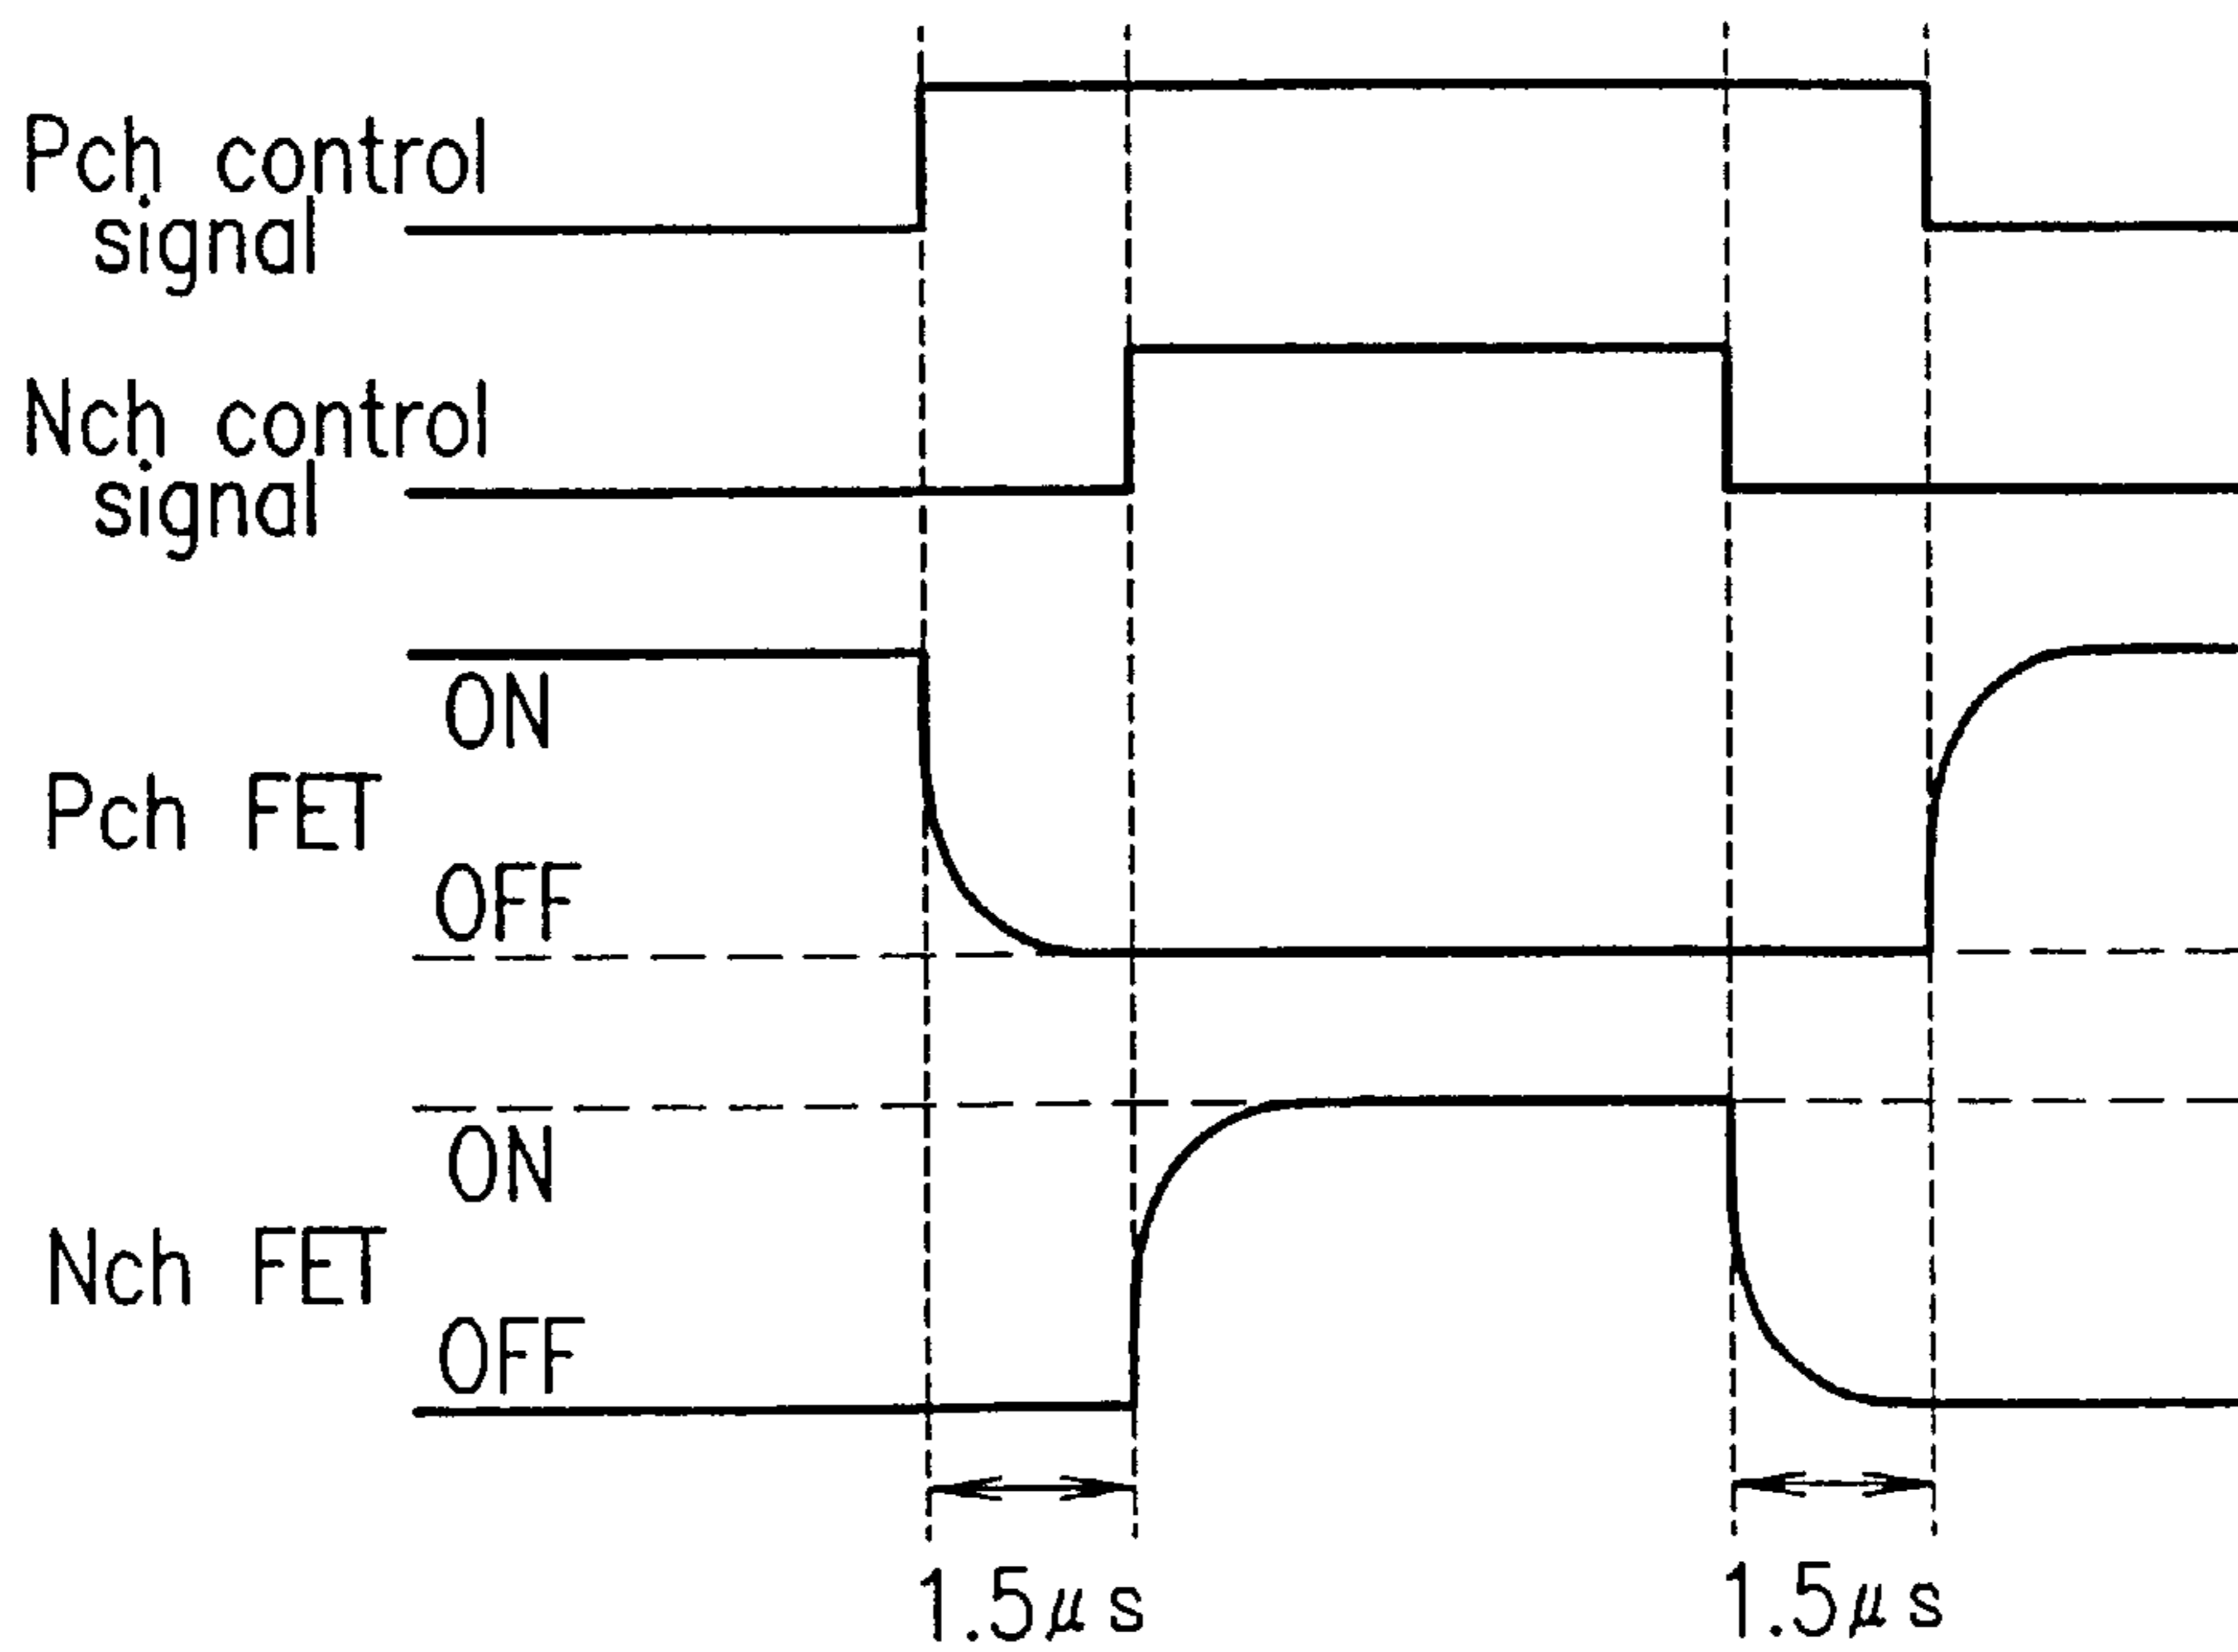 Pch control
signal
Nch control
signal
ON
Pch FET
OFF
ON
Nch FET
OFF
1.5μs
1.5μs